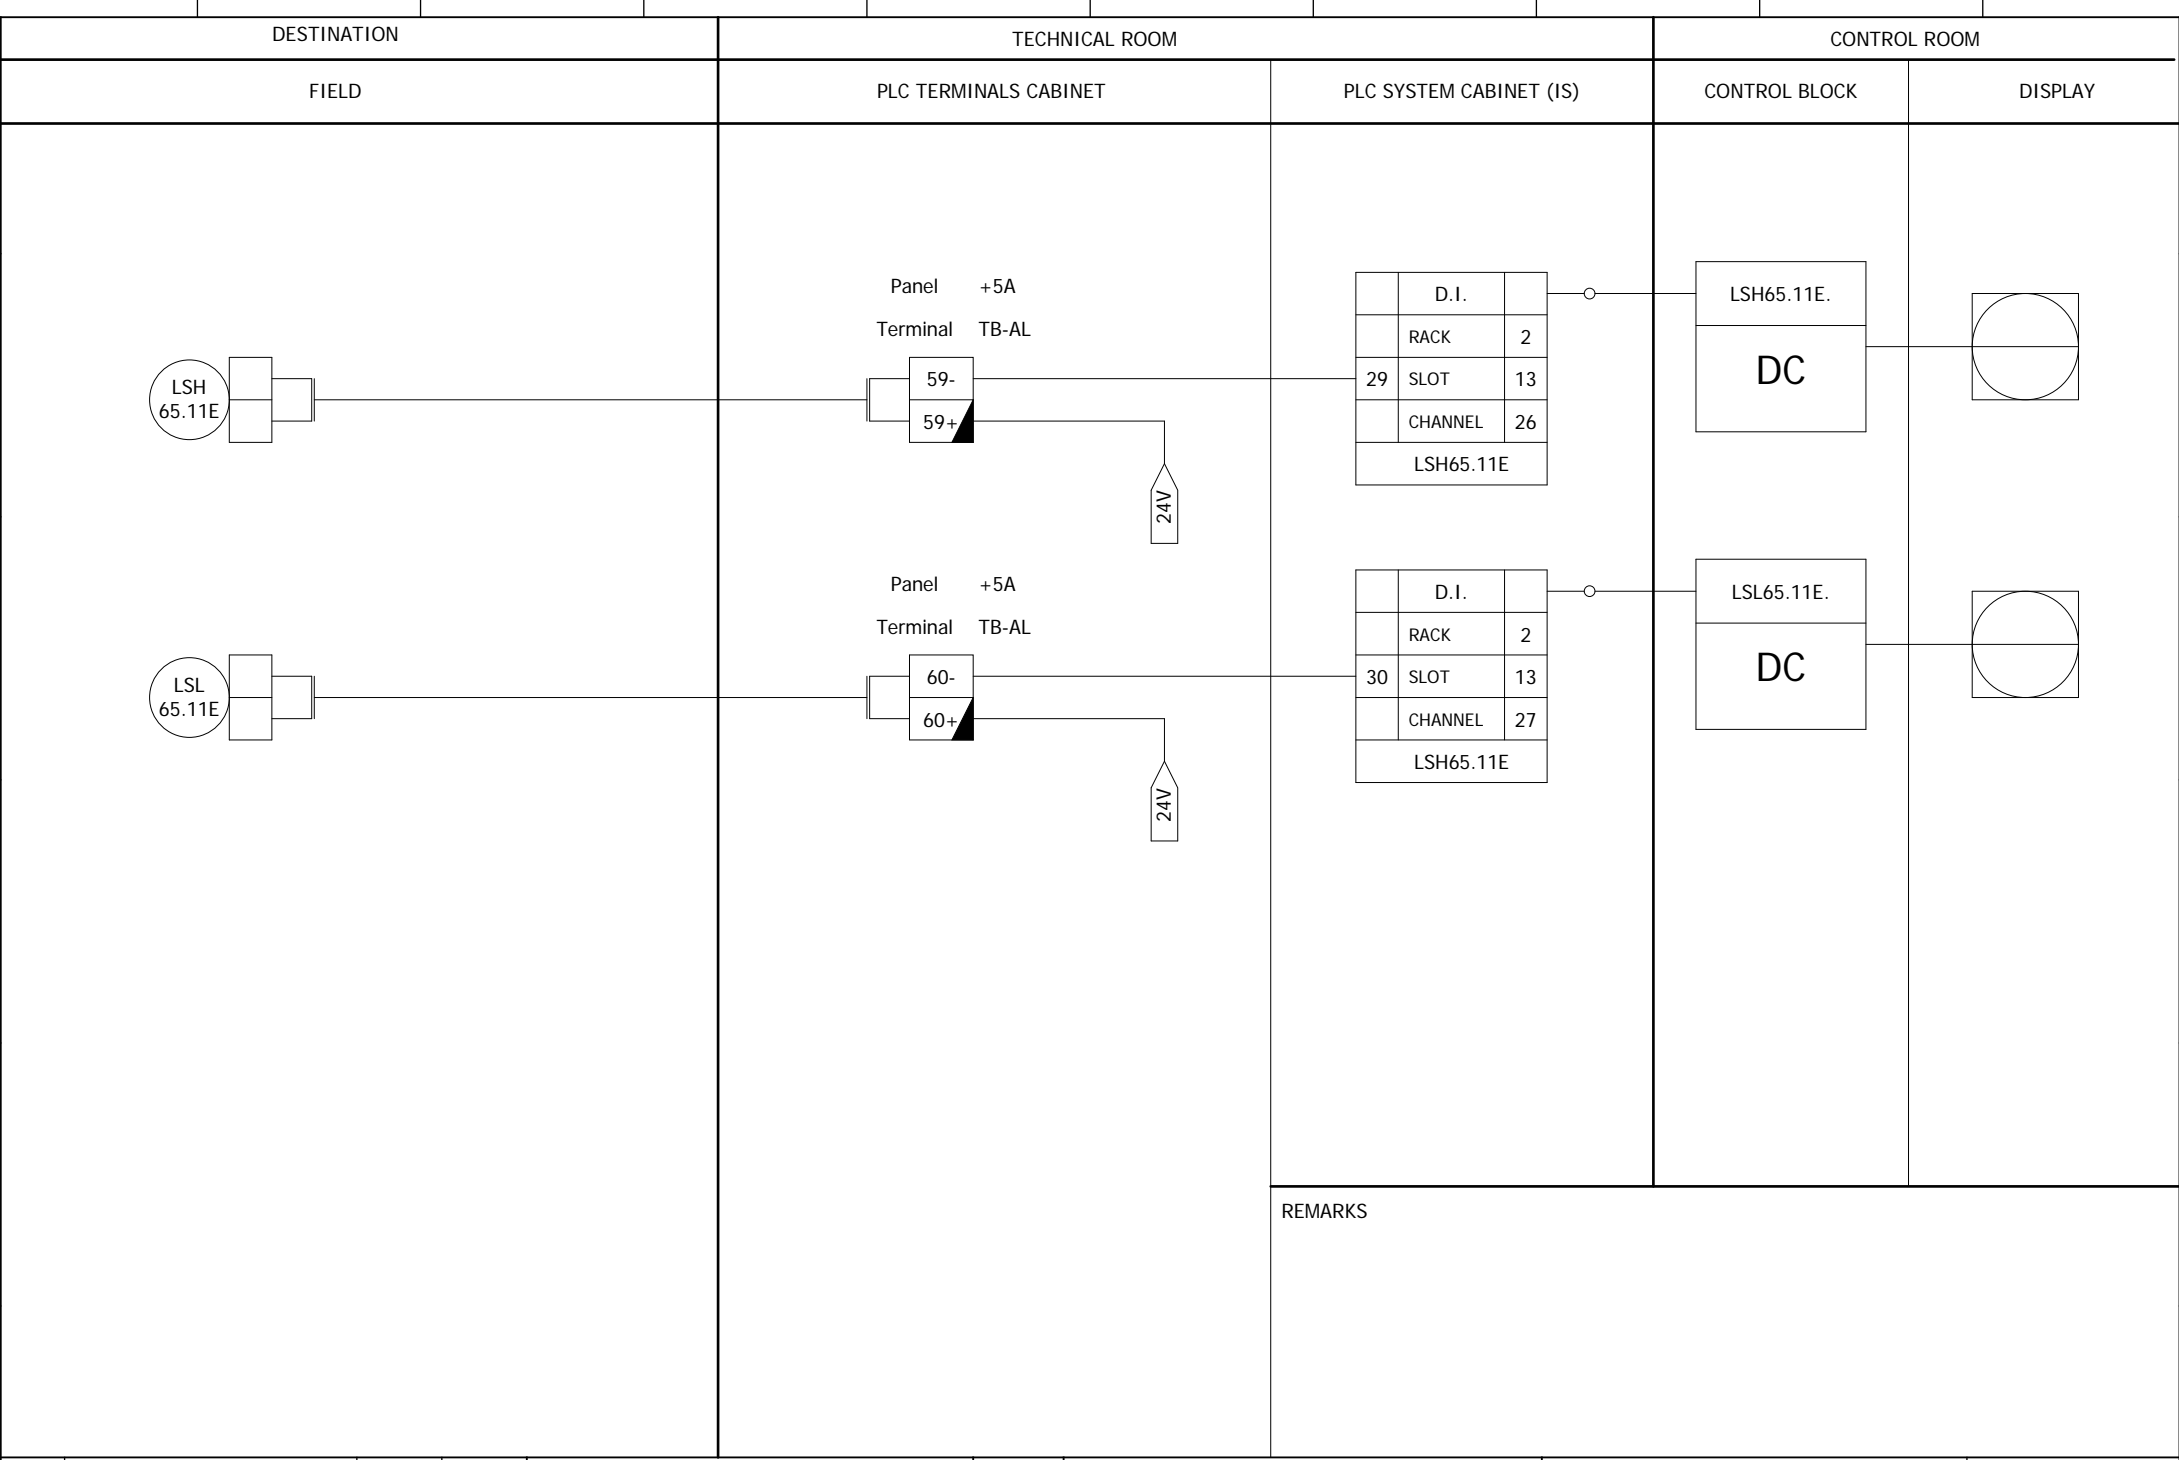 DESTINATION
TECHNICAL ROOM
CONTROL ROOM
FIELD
PLC TERMINALS CABINET
PLC SYSTEM CABINET (IS)
CONTROL BLOCK
DISPLAY
LSH
65.11E
Panel +5A
Terminal TB-AL
59-
59+
24V
D.I.
RACK 2
29 SLOT 13
CHANNEL 26
LSH65.11E
LSH65.11E.
DC
LSL
65.11E
Panel +5A
Terminal TB-AL
60-
60+
24V
D.I.
RACK 2
30 SLOT 13
CHANNEL 27
LSH65.11E
LSL65.11E.
DC
REMARKS